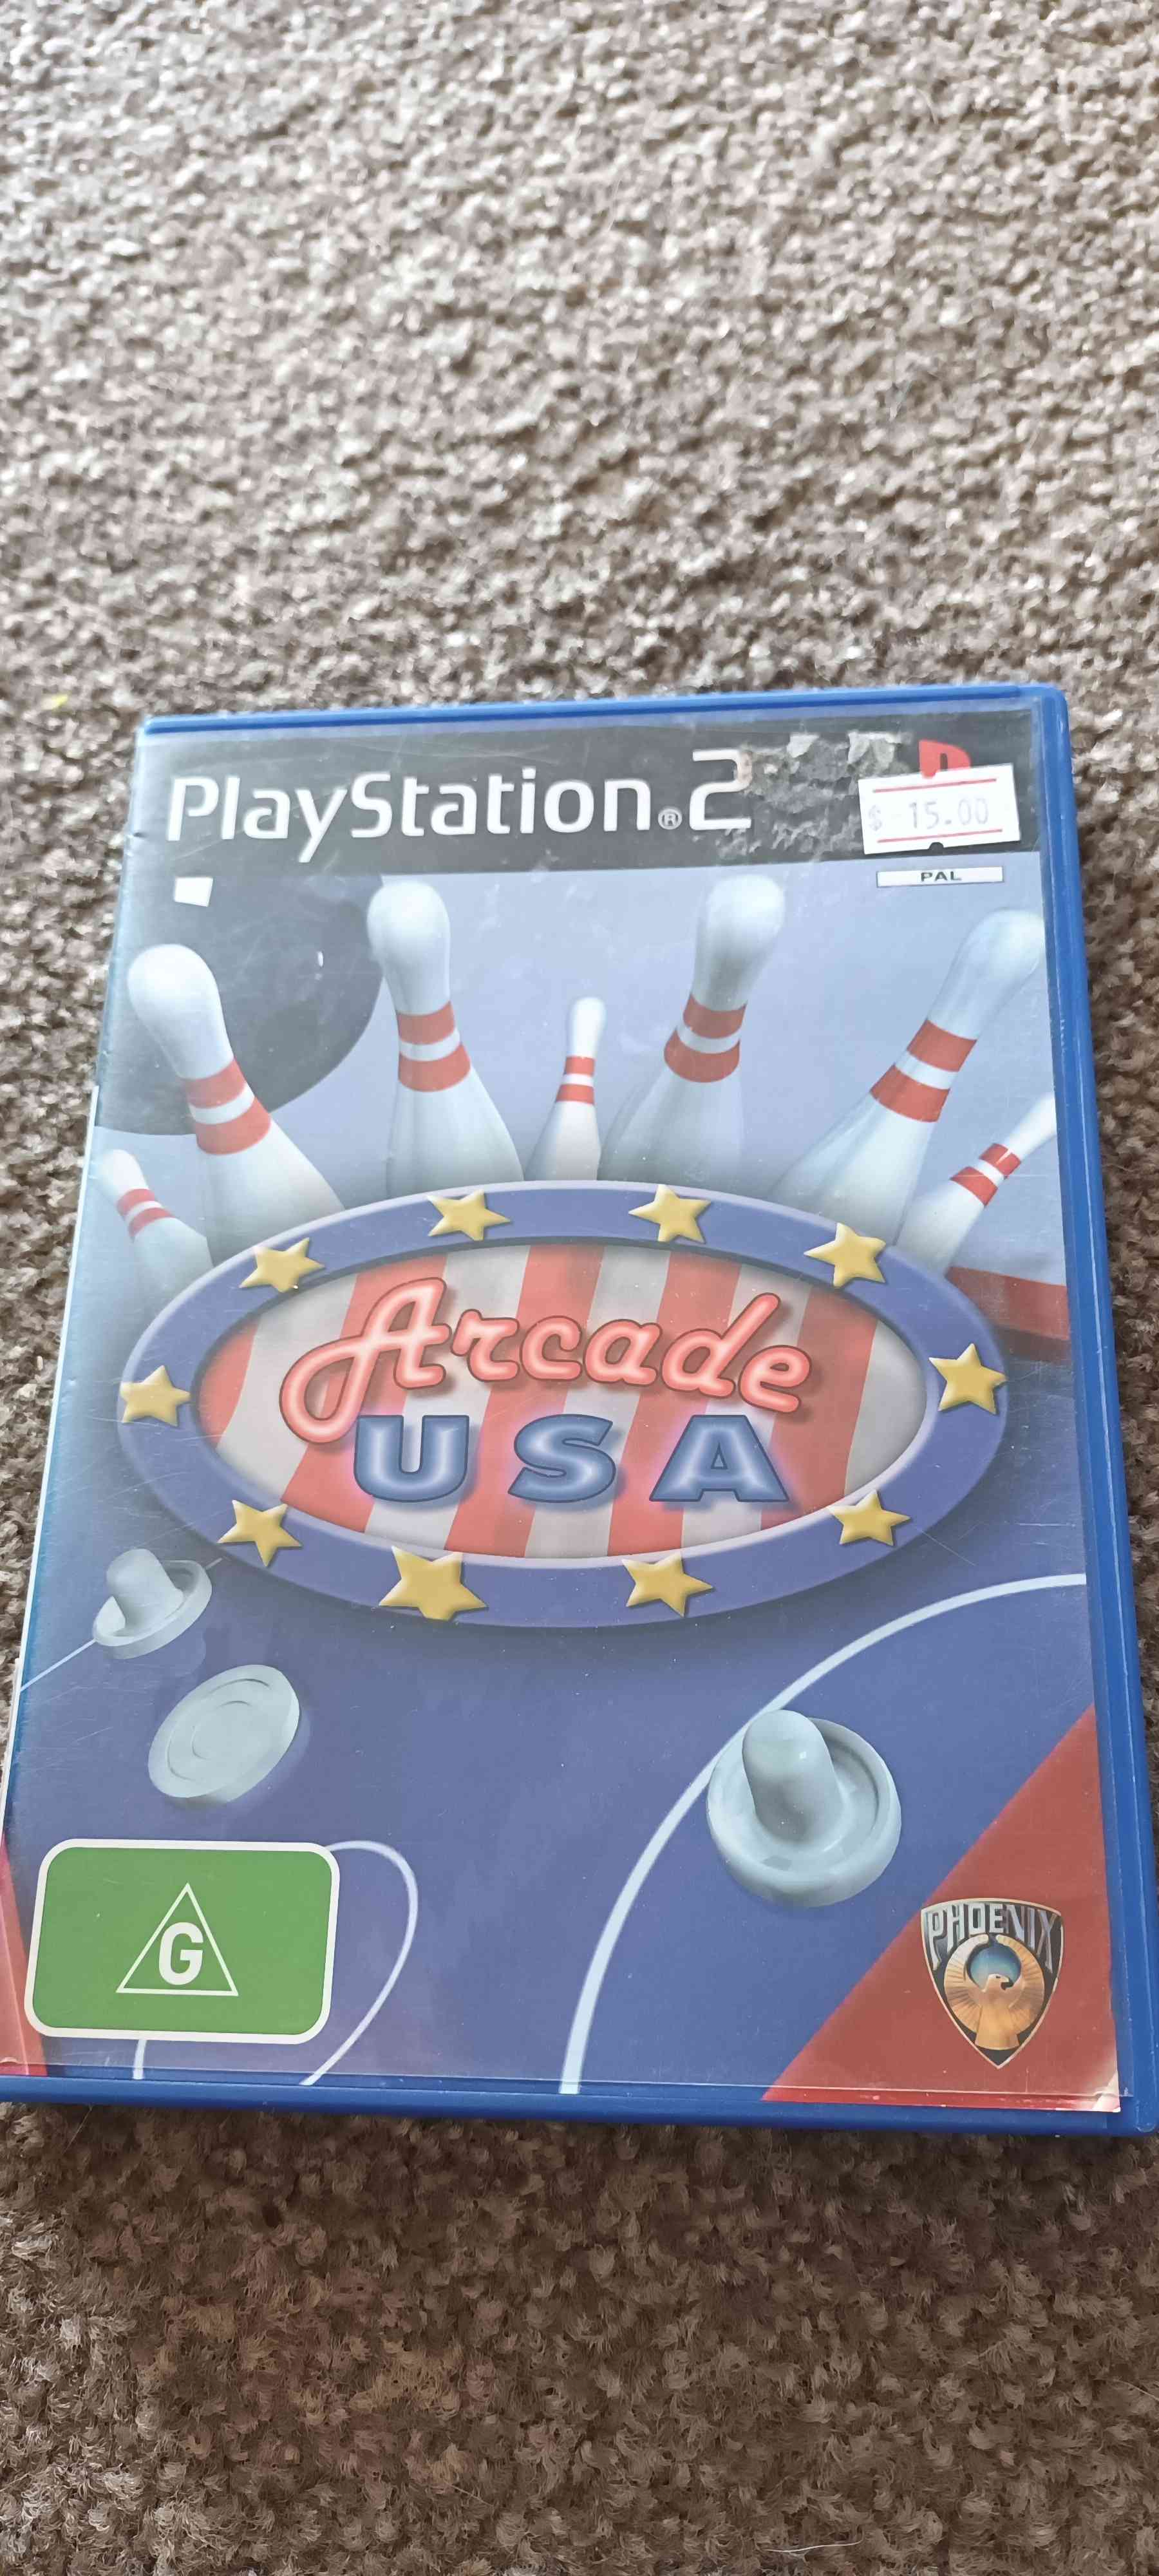 PlayStation®2
$ 15.00
PAL
Arcade
USA
G
PHOENIX